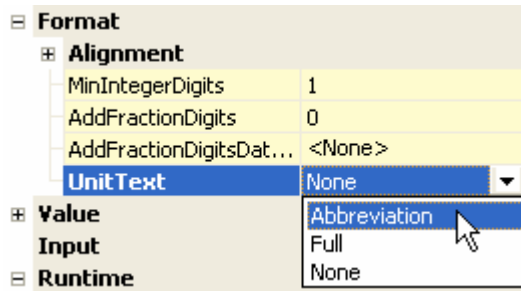 Format
Alignment
MinIntegerDigits 1
AddFractionDigits 0
AddFractionDigitsDat... <None>
UnitText None
Value Abbreviation
Input Full
Runtime None